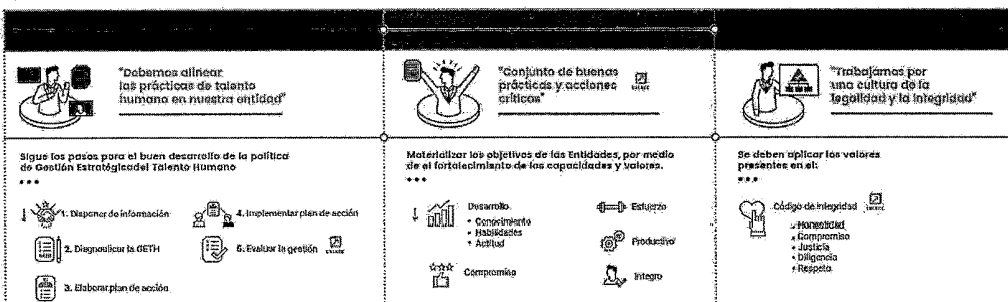 "Debemos alinear
las prácticas de talento
humano en nuestra entidad"
Sigue los pasos para el buen desarrollo de la política
de Gestión Estratégicadel Talento Humano
1. Disponer de información
2. Diagnosticar la GETH
3. Elaborar plan de acción
4. Implementar plan de acción
5. Evaluar la gestión
"Conjunto de buenas
prácticas y acciones
críticas"
Materializar los objetivos de las Entidades, por medio
de el fortalecimiento de las capacidades y valores.
Desarrollo
• Conocimiento
• Habilidades
• Actitud
Compromiso
Esfuerzo
Productivo
Integro
"Trabajamos por
una cultura de la
legalidad y la integridad"
Se deben aplicar los valores
presentes en el:
Código de integridad
• Honestidad
• Compromiso
• Justicia
• Diligencia
• Respeto